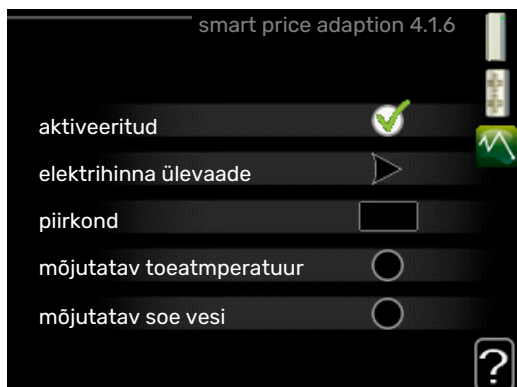 smart price adaption 4.1.6
aktiveeritud
elektrihinna ülevaade
piirkond
mõjutatav toeatmperatuur
mõjutatav soe vesi
?